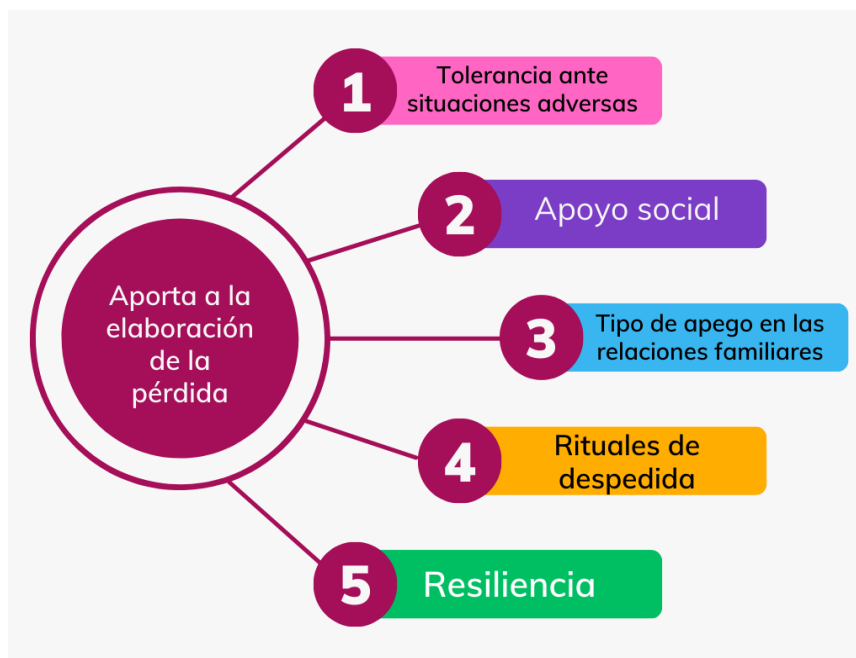 1
Tolerancia ante
situaciones adversas
2
Apoyo social
Aporta a la
elaboración
de la
pérdida
3
Tipo de apego en las
relaciones familiares
4
Rituales de
despedida
5
Resiliencia